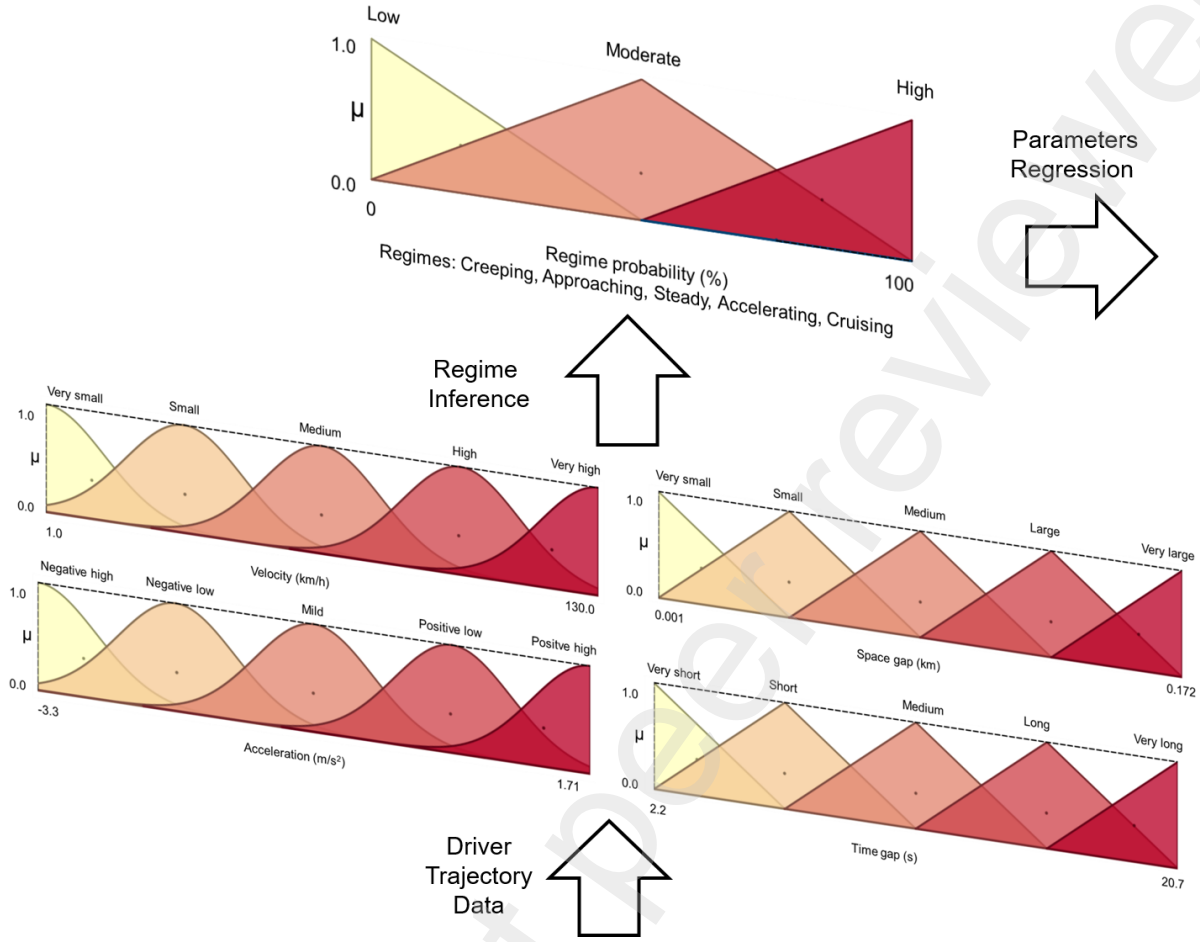 Low
1.0
Moderate
High
μ
0.0
0
100
Regime probability (%)
Regimes: Creeping, Approaching, Steady, Accelerating, Cruising
Parameters
Regression
Regime
Inference
Very small
Small
Medium
High
Very high
1.0
μ
0.0
1.0
Velocity (km/h)
130.0
Negative high
Negative low
Mild
Positive low
Positve high
1.0
μ
0.0
-3.3
Acceleration (m/s²)
1.71
Very small
Small
Medium
Large
Very large
1.0
μ
0.0
0.001
Space gap (km)
0.172
Very short
Short
Medium
Long
Very long
1.0
μ
0.0
2.2
Time gap (s)
20.7
Driver
Trajectory
Data
t peer reviewe